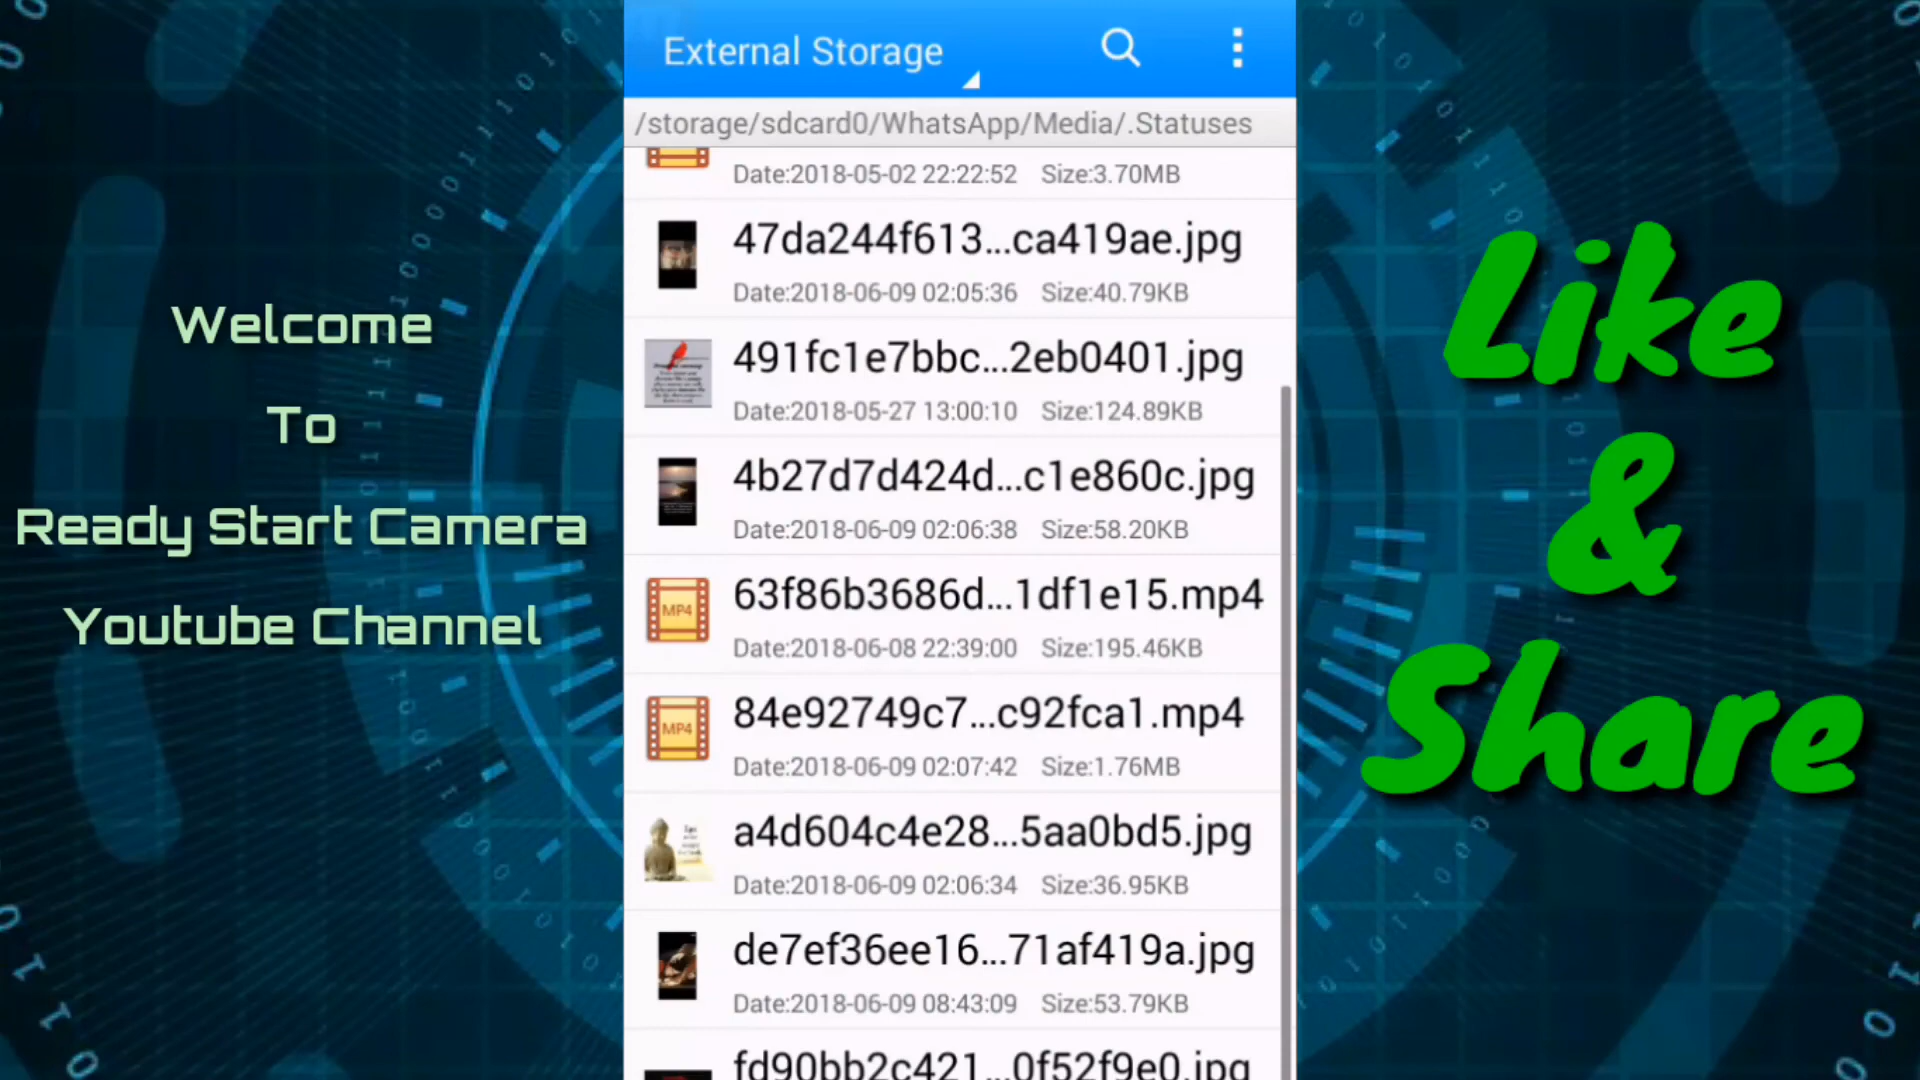 Welcome
To
Ready Start Camera
Youtube Channel
External Storage
/storage/sdcard0/WhatsApp/Media/.Statuses
Date:2018-05-02 22:22:52 Size:3.70MB
47da244f613...ca419ae.jpg
Date:2018-06-09 02:05:36 Size:40.79KB
491fc1e7bbc...2eb0401.jpg
Date:2018-05-27 13:00:10 Size:124.89KB
4b27d7d424d...c1e860c.jpg
Date:2018-06-09 02:06:38 Size:58.20KB
MP4
63f86b3686d...1df1e15.mp4
Date:2018-06-08 22:39:00 Size:195.46KB
MP4
84e92749c7...c92fca1.mp4
Date:2018-06-09 02:07:42 Size:1.76MB
a4d604c4e28...5aa0bd5.jpg
Date:2018-06-09 02:06:34 Size:36.95KB
de7ef36ee16...71af419a.jpg
Date:2018-06-09 08:43:09 Size:53.79KB
fd90bb2c421...0f52f9e0.jpg
Like
&
Share